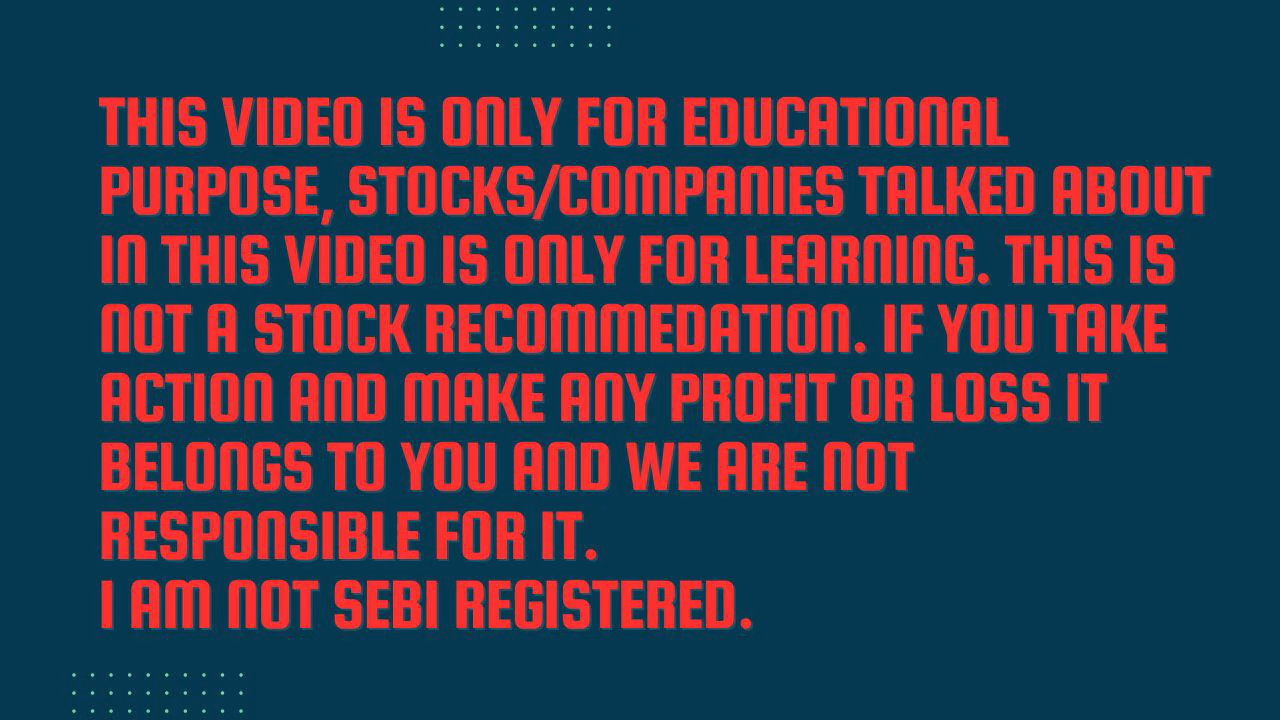 THIS VIDEO IS ONLY FOR EDUCATIONAL
PURPOSE, STOCKS/COMPANIES TALKED ABOUT
IN THIS VIDEO IS ONLY FOR LEARNING. THIS IS
NOT A STOCK RECOMMEDATION. IF YOU TAKE
ACTION AND MAKE ANY PROFIT OR LOSS IT
BELONGS TO YOU AND WE ARE NOT
RESPONSIBLE FOR IT.
I AM NOT SEBI REGISTERED.